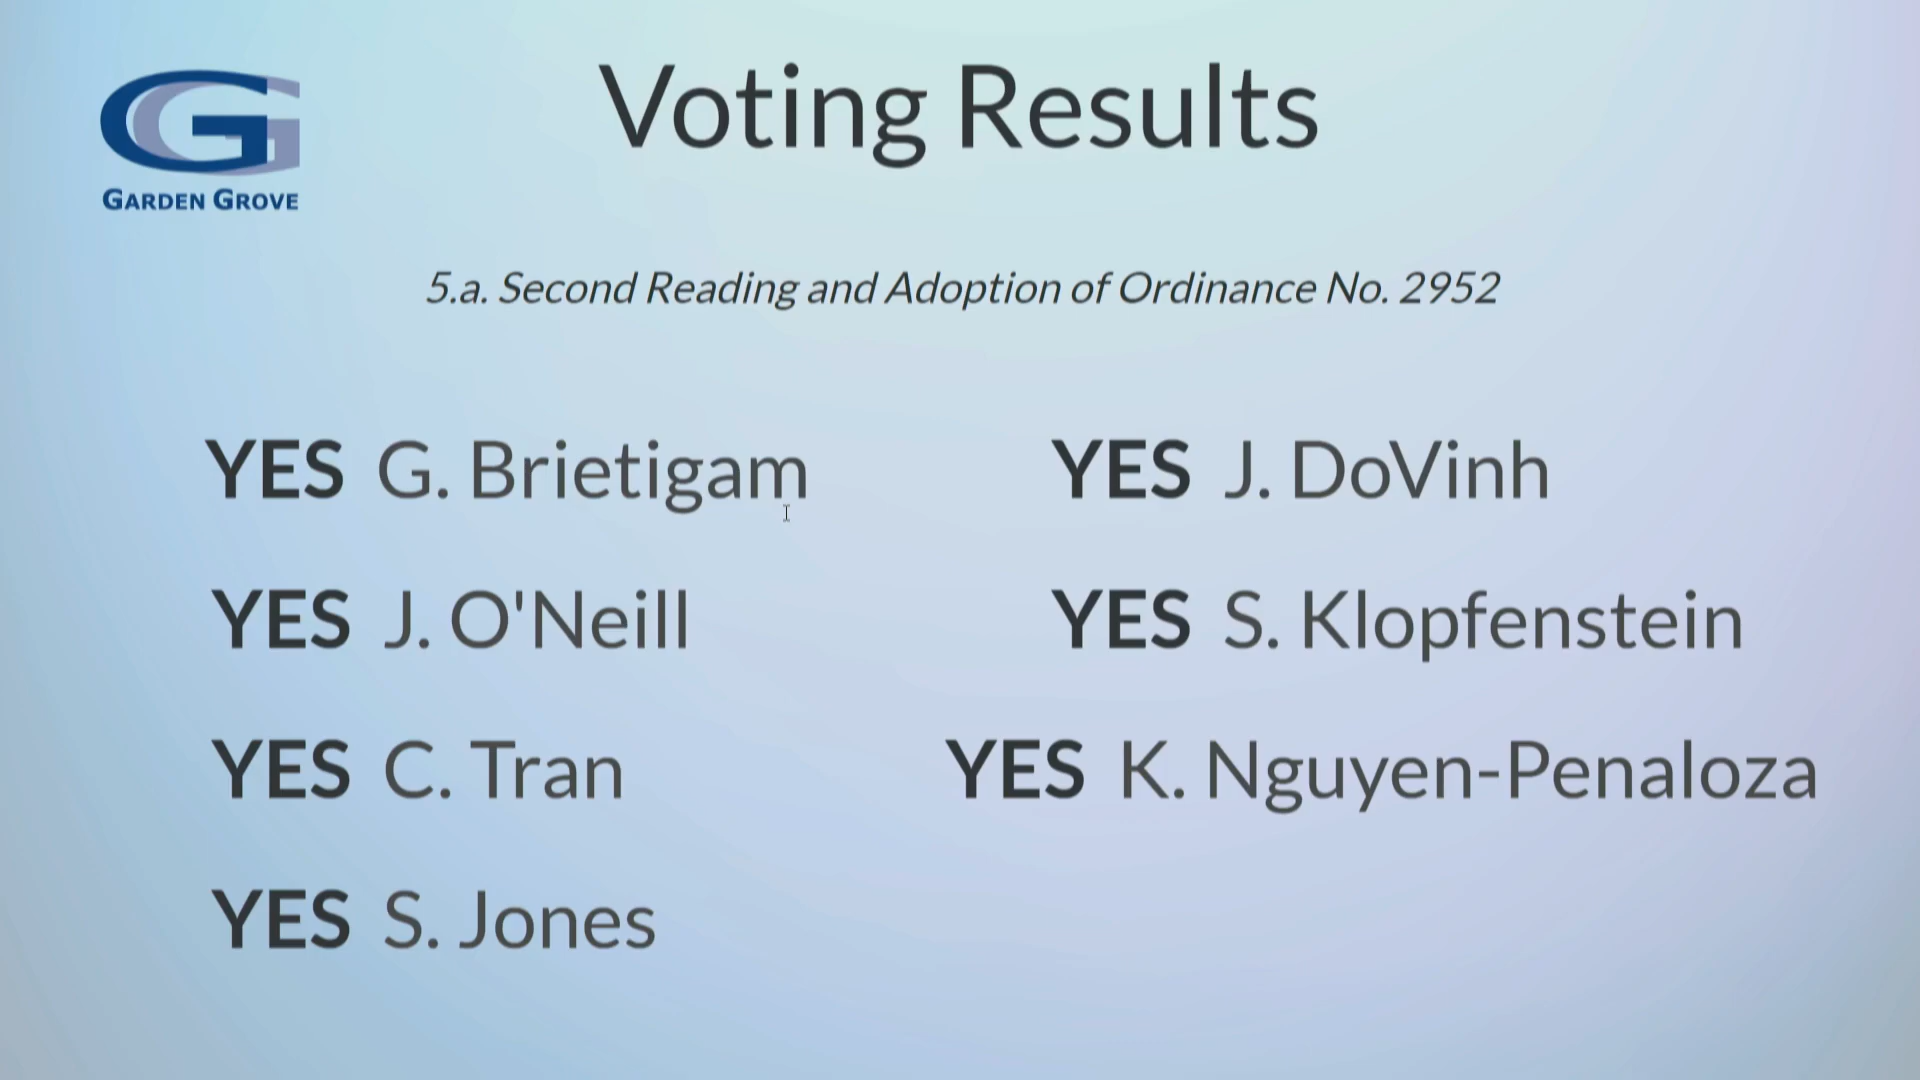 Voting Results
GARDEN GROVE
5.a. Second Reading and Adoption of Ordinance No. 2952
YES G. Brietigam
YES J. DoVinh
YES J. O'Neill
YES S. Klopfenstein
YES C. Tran
YES K. Nguyen-Penaloza
YES S. Jones